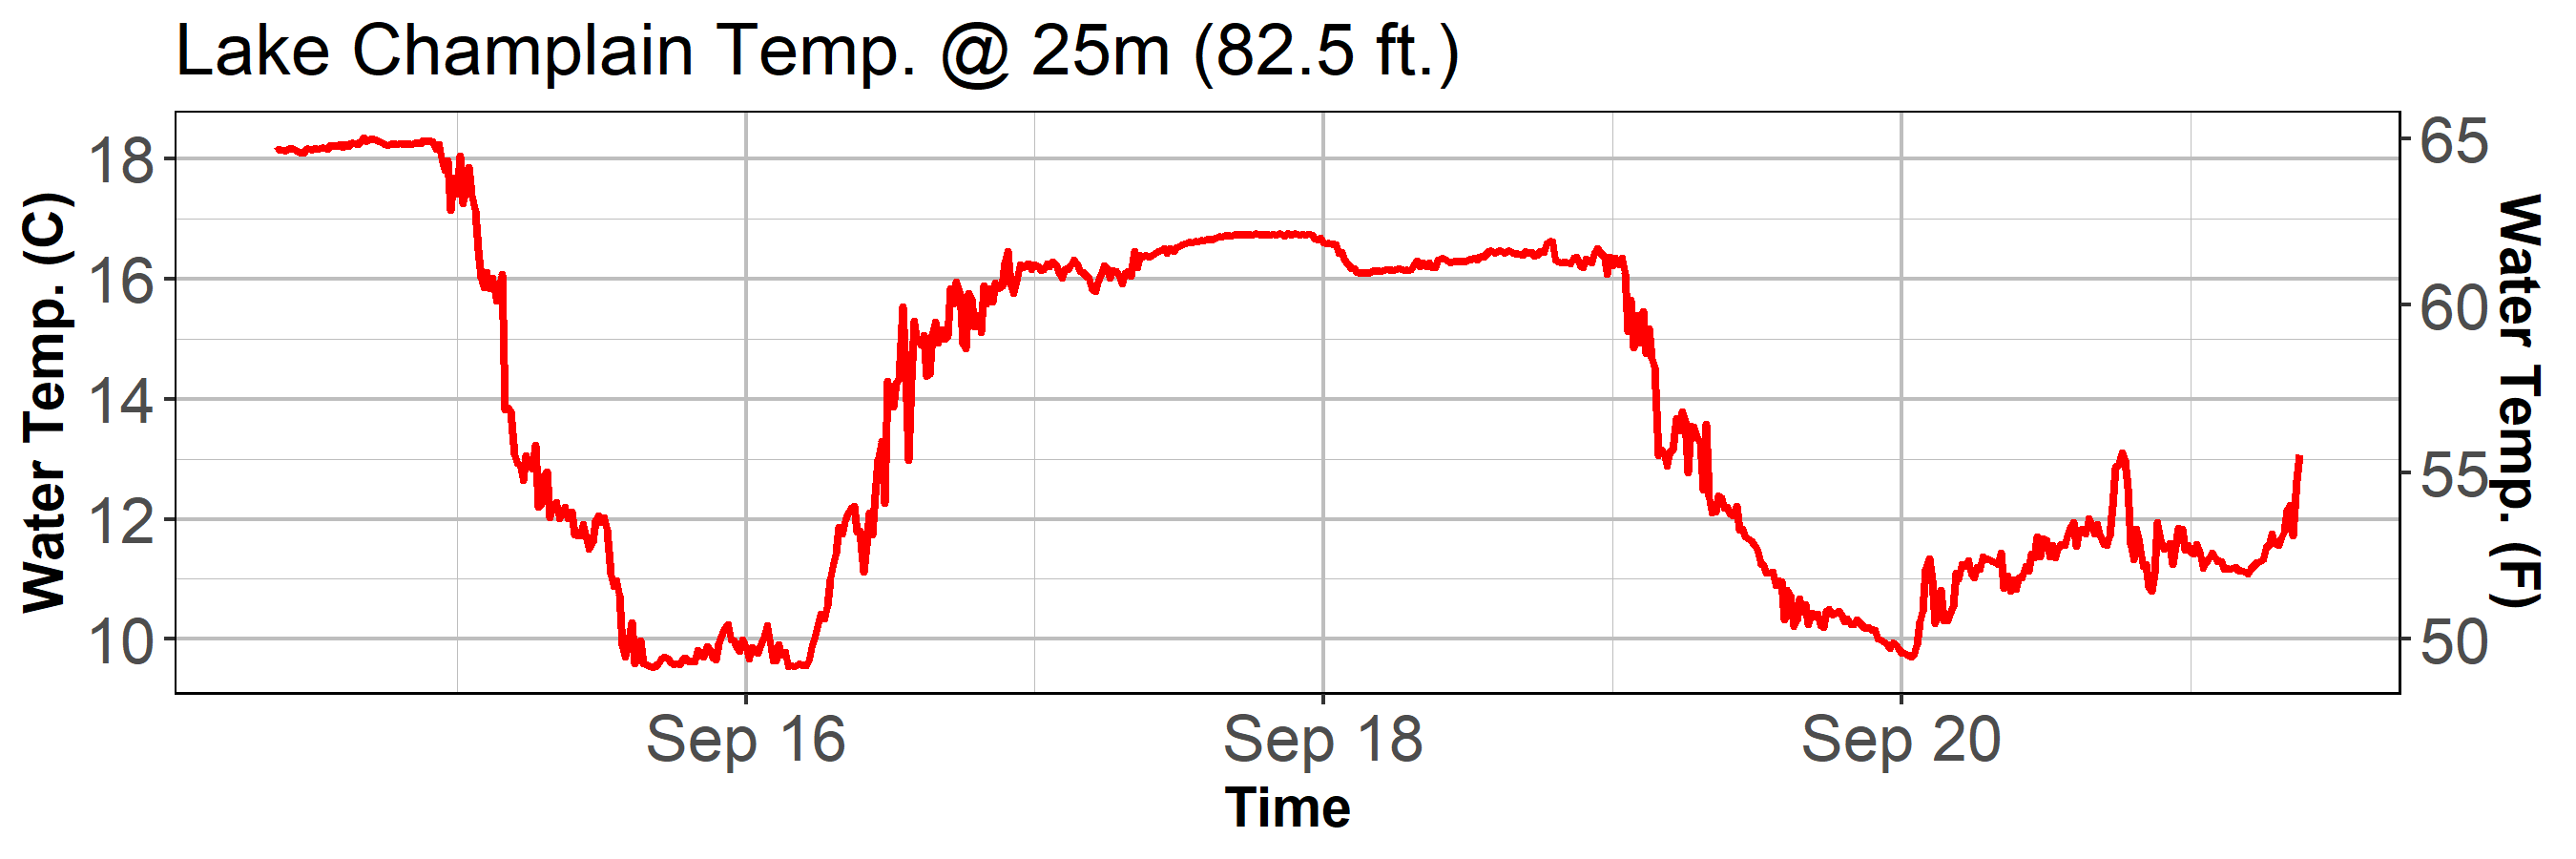 Lake Champlain Temp. @ 25m (82.5 ft.)
Water Temp. (C)
18
16
14
12
10
65
60
55
50
Water Temp. (F)
Sep 16
Sep 18
Sep 20
Time